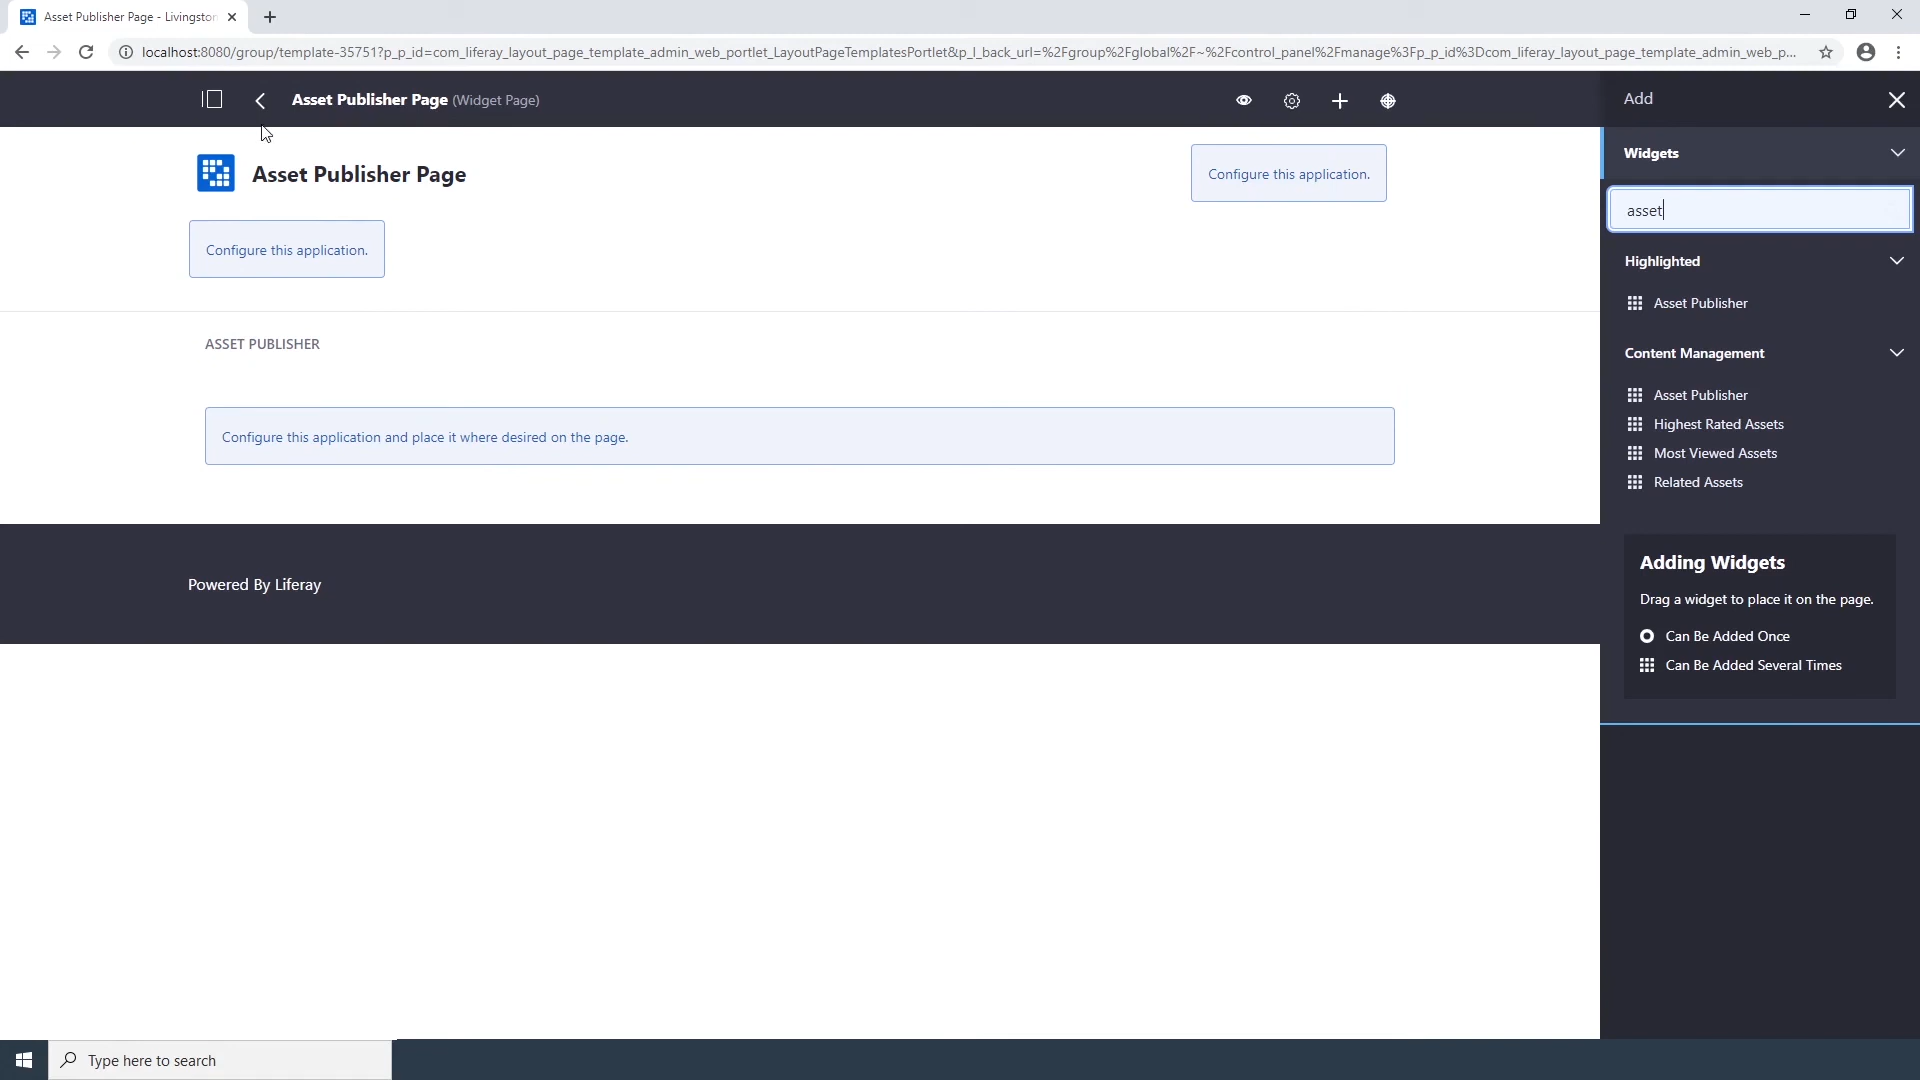 Asset Publisher Page - Livingston
localhost:8080/group/template-35751?p_p_id=com_liferay_layout_page_template_admin_web_portlet_LayoutPageTemplatesPortlet&p_l_back_url=%2Fgroup%2Fglobal%2F~%2Fcontrol_panel%2Fmanage%3Fp_p_id%3Dcom_liferay_layout_page_template_admin_web_p...
Asset Publisher Page (Widget Page)
Add
Widgets
asset
Highlighted
Asset Publisher
Content Management
Asset Publisher
Highest Rated Assets
Most Viewed Assets
Related Assets
Adding Widgets
Drag a widget to place it on the page.
Can Be Added Once
Can Be Added Several Times
Asset Publisher Page
Configure this application.
Configure this application.
ASSET PUBLISHER
Configure this application and place it where desired on the page.
Powered By Liferay
Type here to search